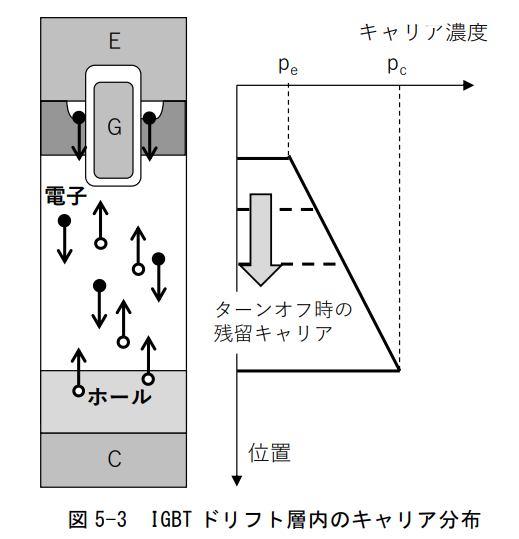 キャリア濃度
pe
pc
E
G
電子
ターンオフ時の
残留キャリア
ホール
C
位置
図 5-3 IGBT ドリフト層内のキャリア分布